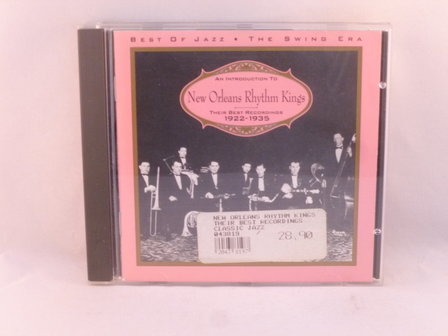 BEST OF JAZZ • THE SWING ERA
AN INTRODUCTION TO
New Orleans Rhythm Kings
THEIR BEST RECORDINGS
1922-1935
NEW ORLEANS RHYTHM KINGS
THEIR BEST RECORDINGS
CLASSIC JAZZ
043819
28,90